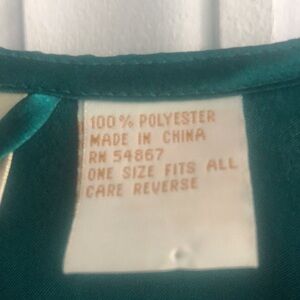 100% POLYESTER
MADE IN CHINA
RN 54867
ONE SIZE FITS ALL
CARE REVERSE